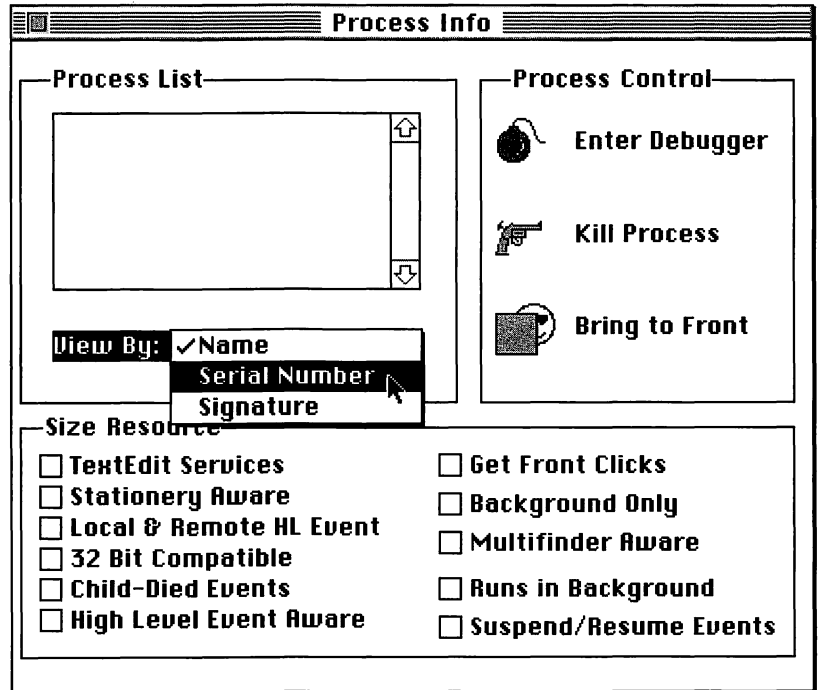 Process Info
Process List
View By:
✓Name
Serial Number
Signature
Process Control
Enter Debugger
Kill Process
Bring to Front
Size Resource
TextEdit Services
Stationery Aware
Local & Remote HL Event
32 Bit Compatible
Child-Died Events
High Level Event Aware
Get Front Clicks
Background Only
Multifinder Aware
Runs in Background
Suspend/Resume Events